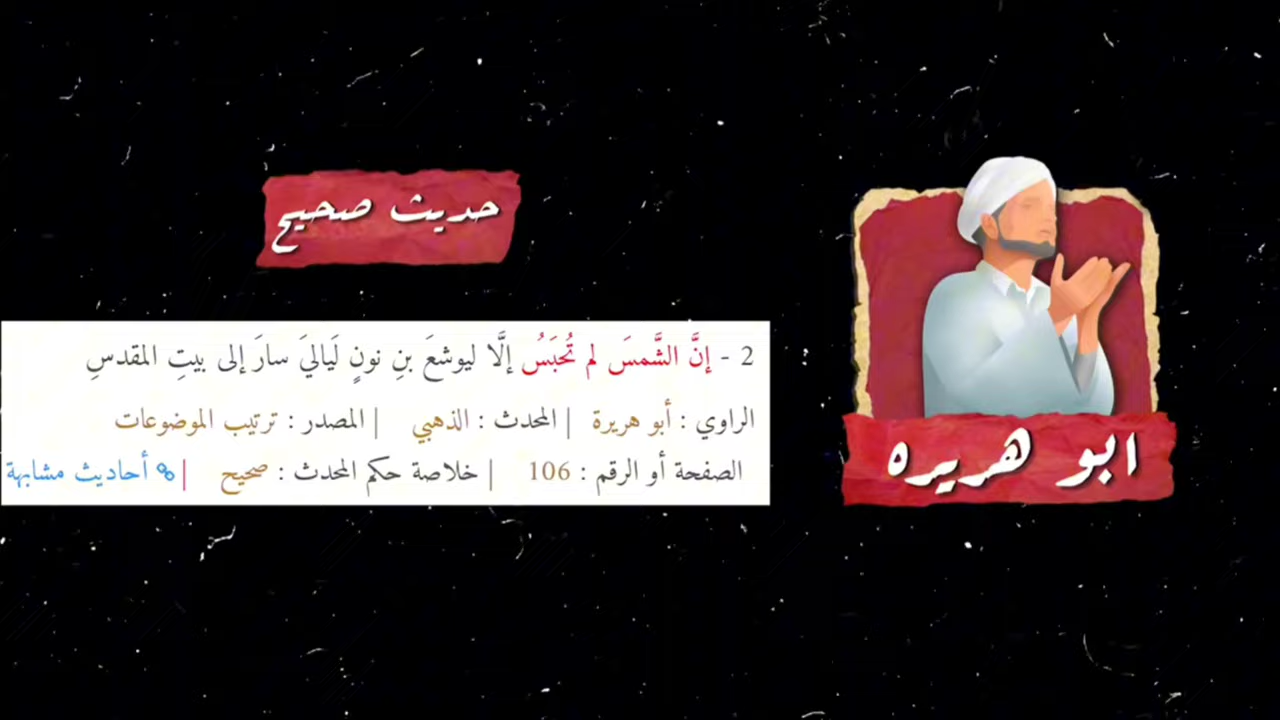 حديث صحيح
2 - إنَّ الشَّمسَ لم تُحبَسْ إلَّا ليوشعَ بنِ نونٍ لَياليَ سارَ إلى بيتِ المقدسِ
الراوي : أبو هريرة | المحدث : الذهبي | المصدر : ترتيب الموضوعات
الصفحة أو الرقم : 106 | خلاصة حكم المحدث : صحيح | أحاديث مشابهة
ابو هريره